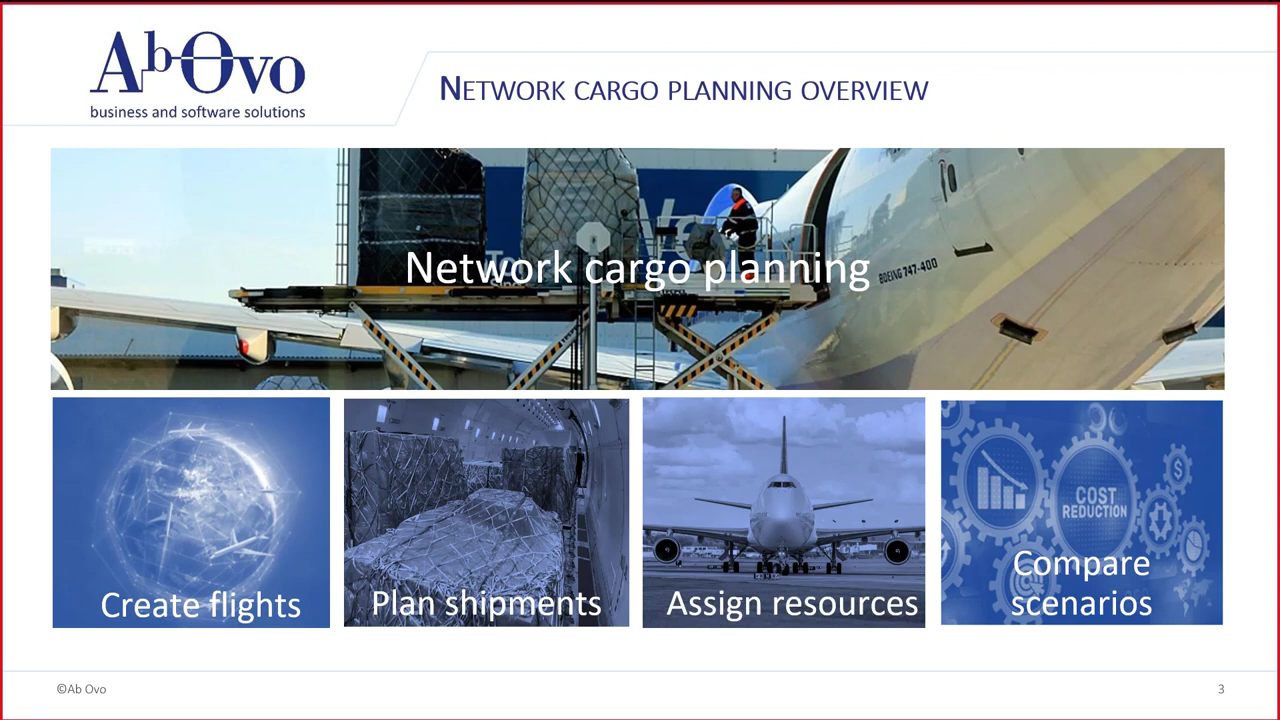 AbOvo
business and software solutions
NETWORK CARGO PLANNING OVERVIEW
Network cargo planning
BOEING 747-400
Create flights
Plan shipments
Assign resources
COST
REDUCTION
$
Compare
scenarios
©Ab Ovo
3